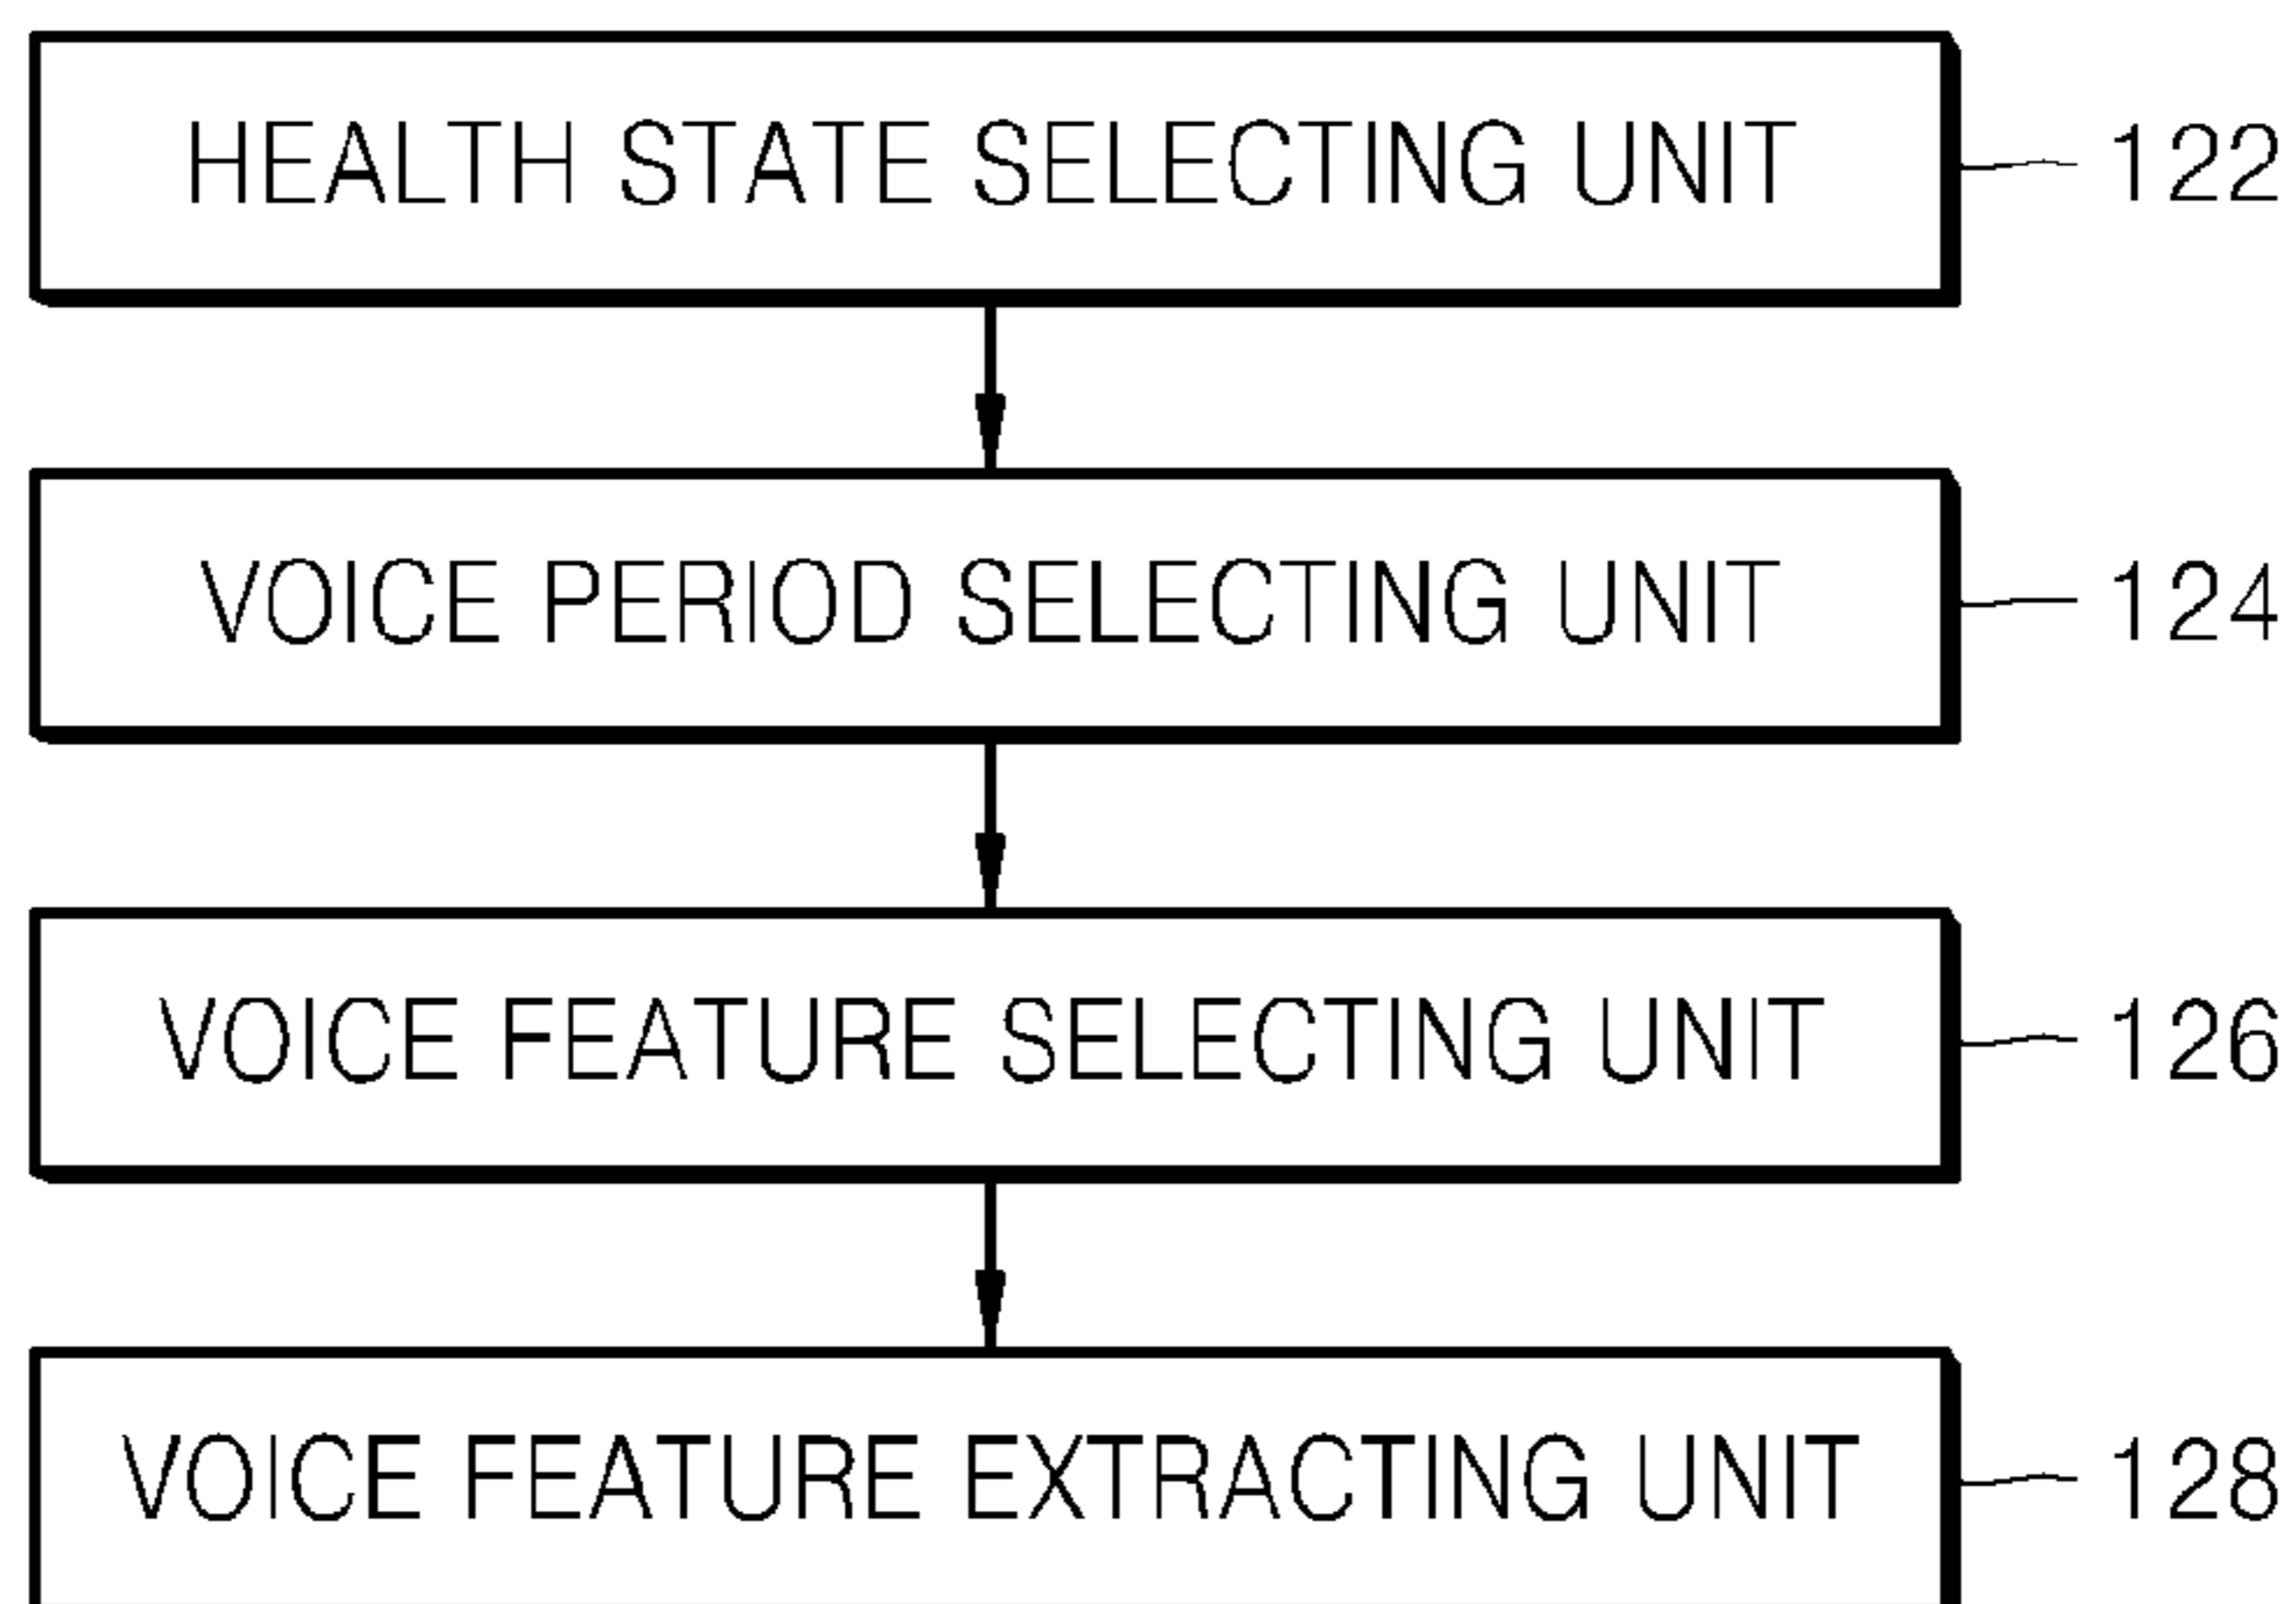 HEALTH STATE SELECTING UNIT 122
VOICE PERIOD SELECTING UNIT 124
VOICE FEATURE SELECTING UNIT 126
VOICE FEATURE EXTRACTING UNIT 128